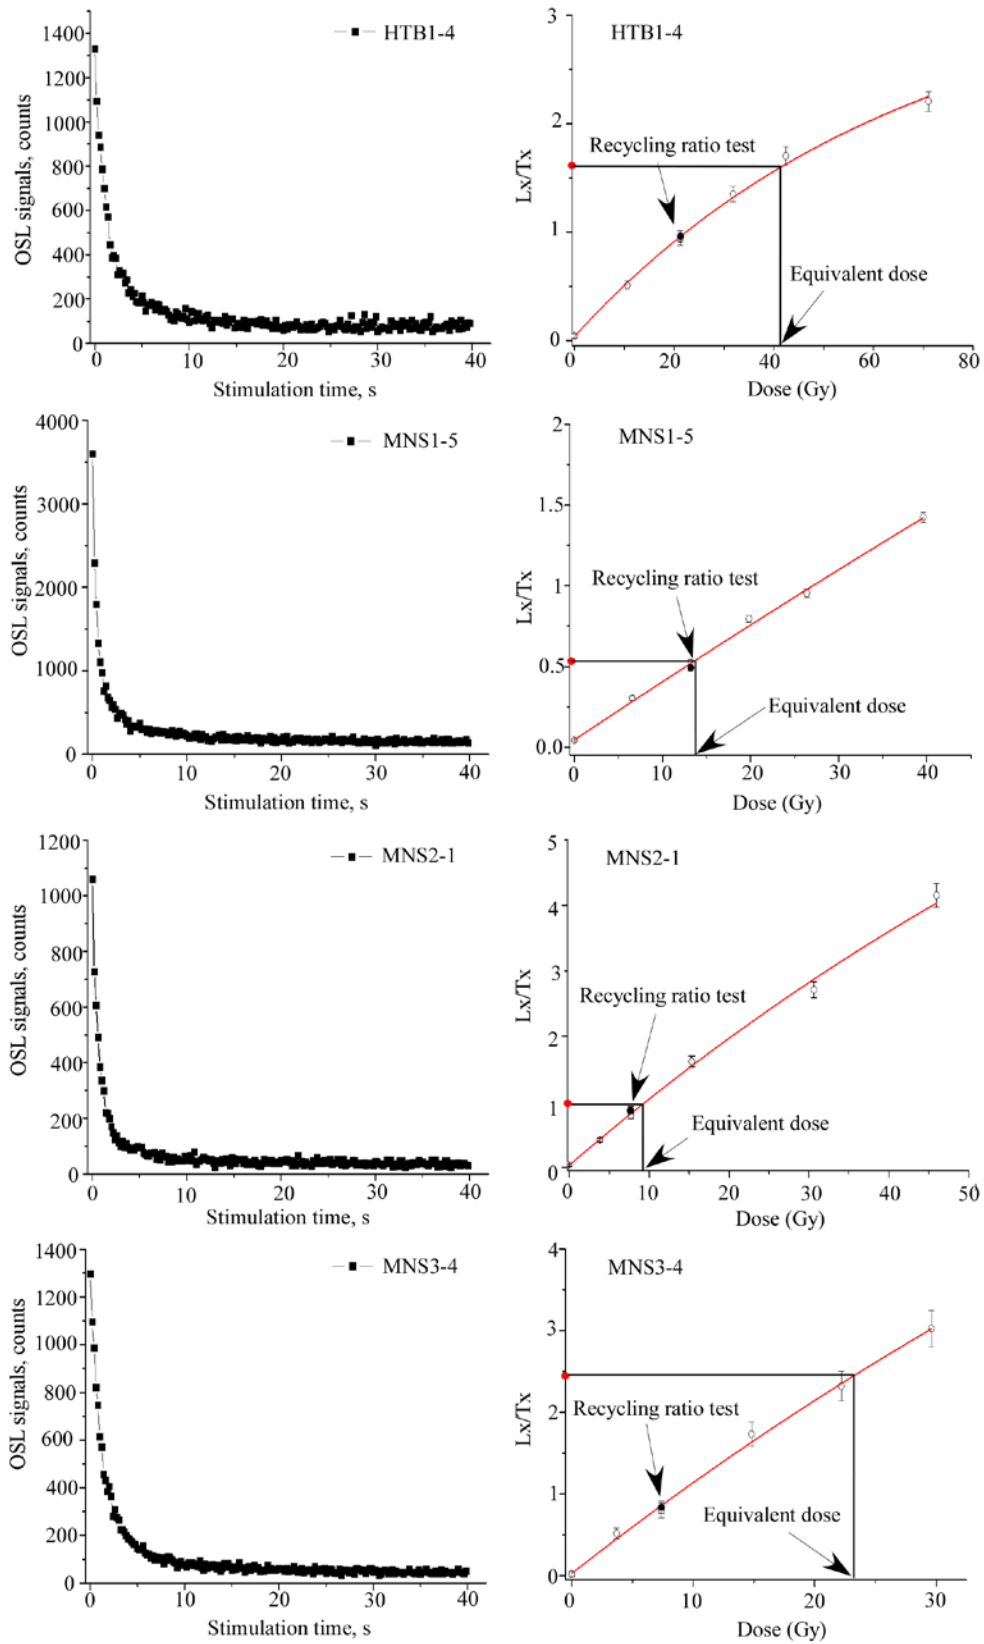 HTB1-4
OSL signals, counts
1400
1200
1000
800
600
400
200
0
0 10 20 30 40
Stimulation time, s
HTB1-4
Lx/Tx
3
2
1
0
Recycling ratio test
Equivalent dose
0 20 40 60 80
Dose (Gy)
MNS1-5
OSL signals, counts
4000
3000
2000
1000
0
0 10 20 30 40
Stimulation time, s
MNS1-5
Lx/Tx
2
1.5
1
0.5
0.0
Recycling ratio test
Equivalent dose
0 10 20 30 40
Dose (Gy)
MNS2-1
OSL signals, counts
1200
1000
800
600
400
200
0
0 10 20 30 40
Stimulation time, s
MNS2-1
Lx/Tx
5
4
3
2
1
0
Recycling ratio test
Equivalent dose
0 10 20 30 40 50
Dose (Gy)
MNS3-4
OSL signals, counts
1400
1200
1000
800
600
400
200
0
0 10 20 30 40
Stimulation time, s
MNS3-4
Lx/Tx
4
3
2
1
0
Recycling ratio test
Equivalent dose
0 10 20 30
Dose (Gy)